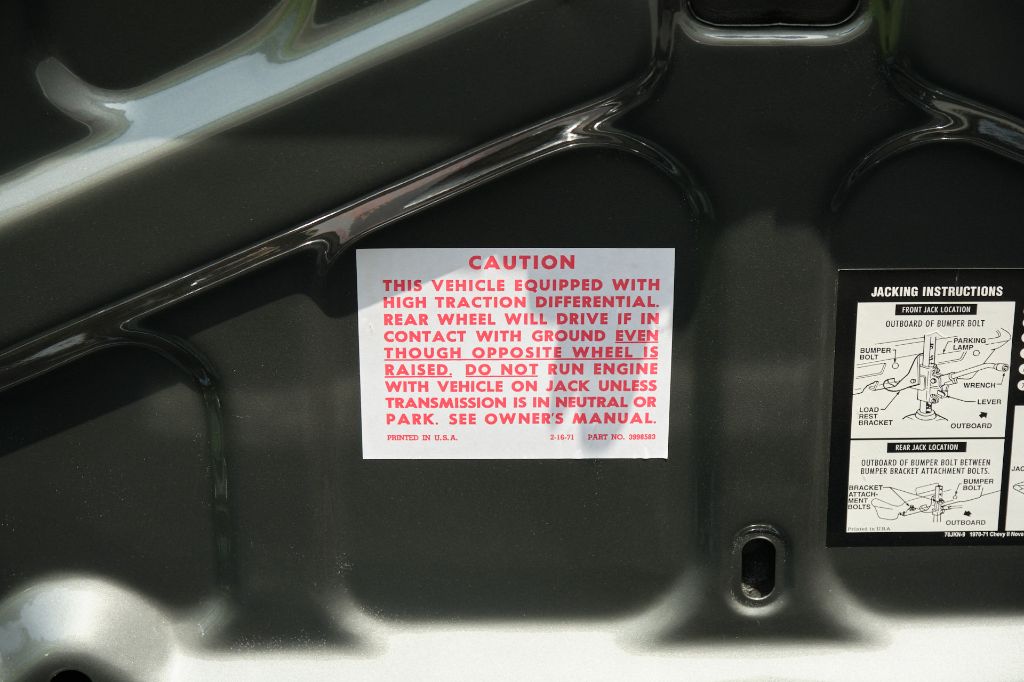 CAUTION
THIS VEHICLE EQUIPPED WITH
HIGH TRACTION DIFFERENTIAL.
REAR WHEEL WILL DRIVE IF IN
CONTACT WITH GROUND EVEN
THOUGH OPPOSITE WHEEL IS
RAISED. DO NOT RUN ENGINE
WITH VEHICLE ON JACK UNLESS
TRANSMISSION IS IN NEUTRAL OR
PARK. SEE OWNER'S MANUAL.
PRINTED IN U.S.A. 2-16-71 PART NO. 3998583
JACKING INSTRUCTIONS
FRONT JACK LOCATION
OUTBOARD OF BUMPER BOLT
PARKING
LAMP
BUMPER
BOLT
WRENCH
LEVER
LOAD
REST
BRACKET
OUTBOARD
REAR JACK LOCATION
OUTBOARD OF BUMPER BOLT BETWEEN
BUMPER BRACKET ATTACHMENT BOLTS.
BUMPER
BOLT
BRACKET
ATTACH-
MENT
BOLTS
OUTBOARD
Printed in U.S.A.
78JKN-9 1970-71 Chevy II Nova